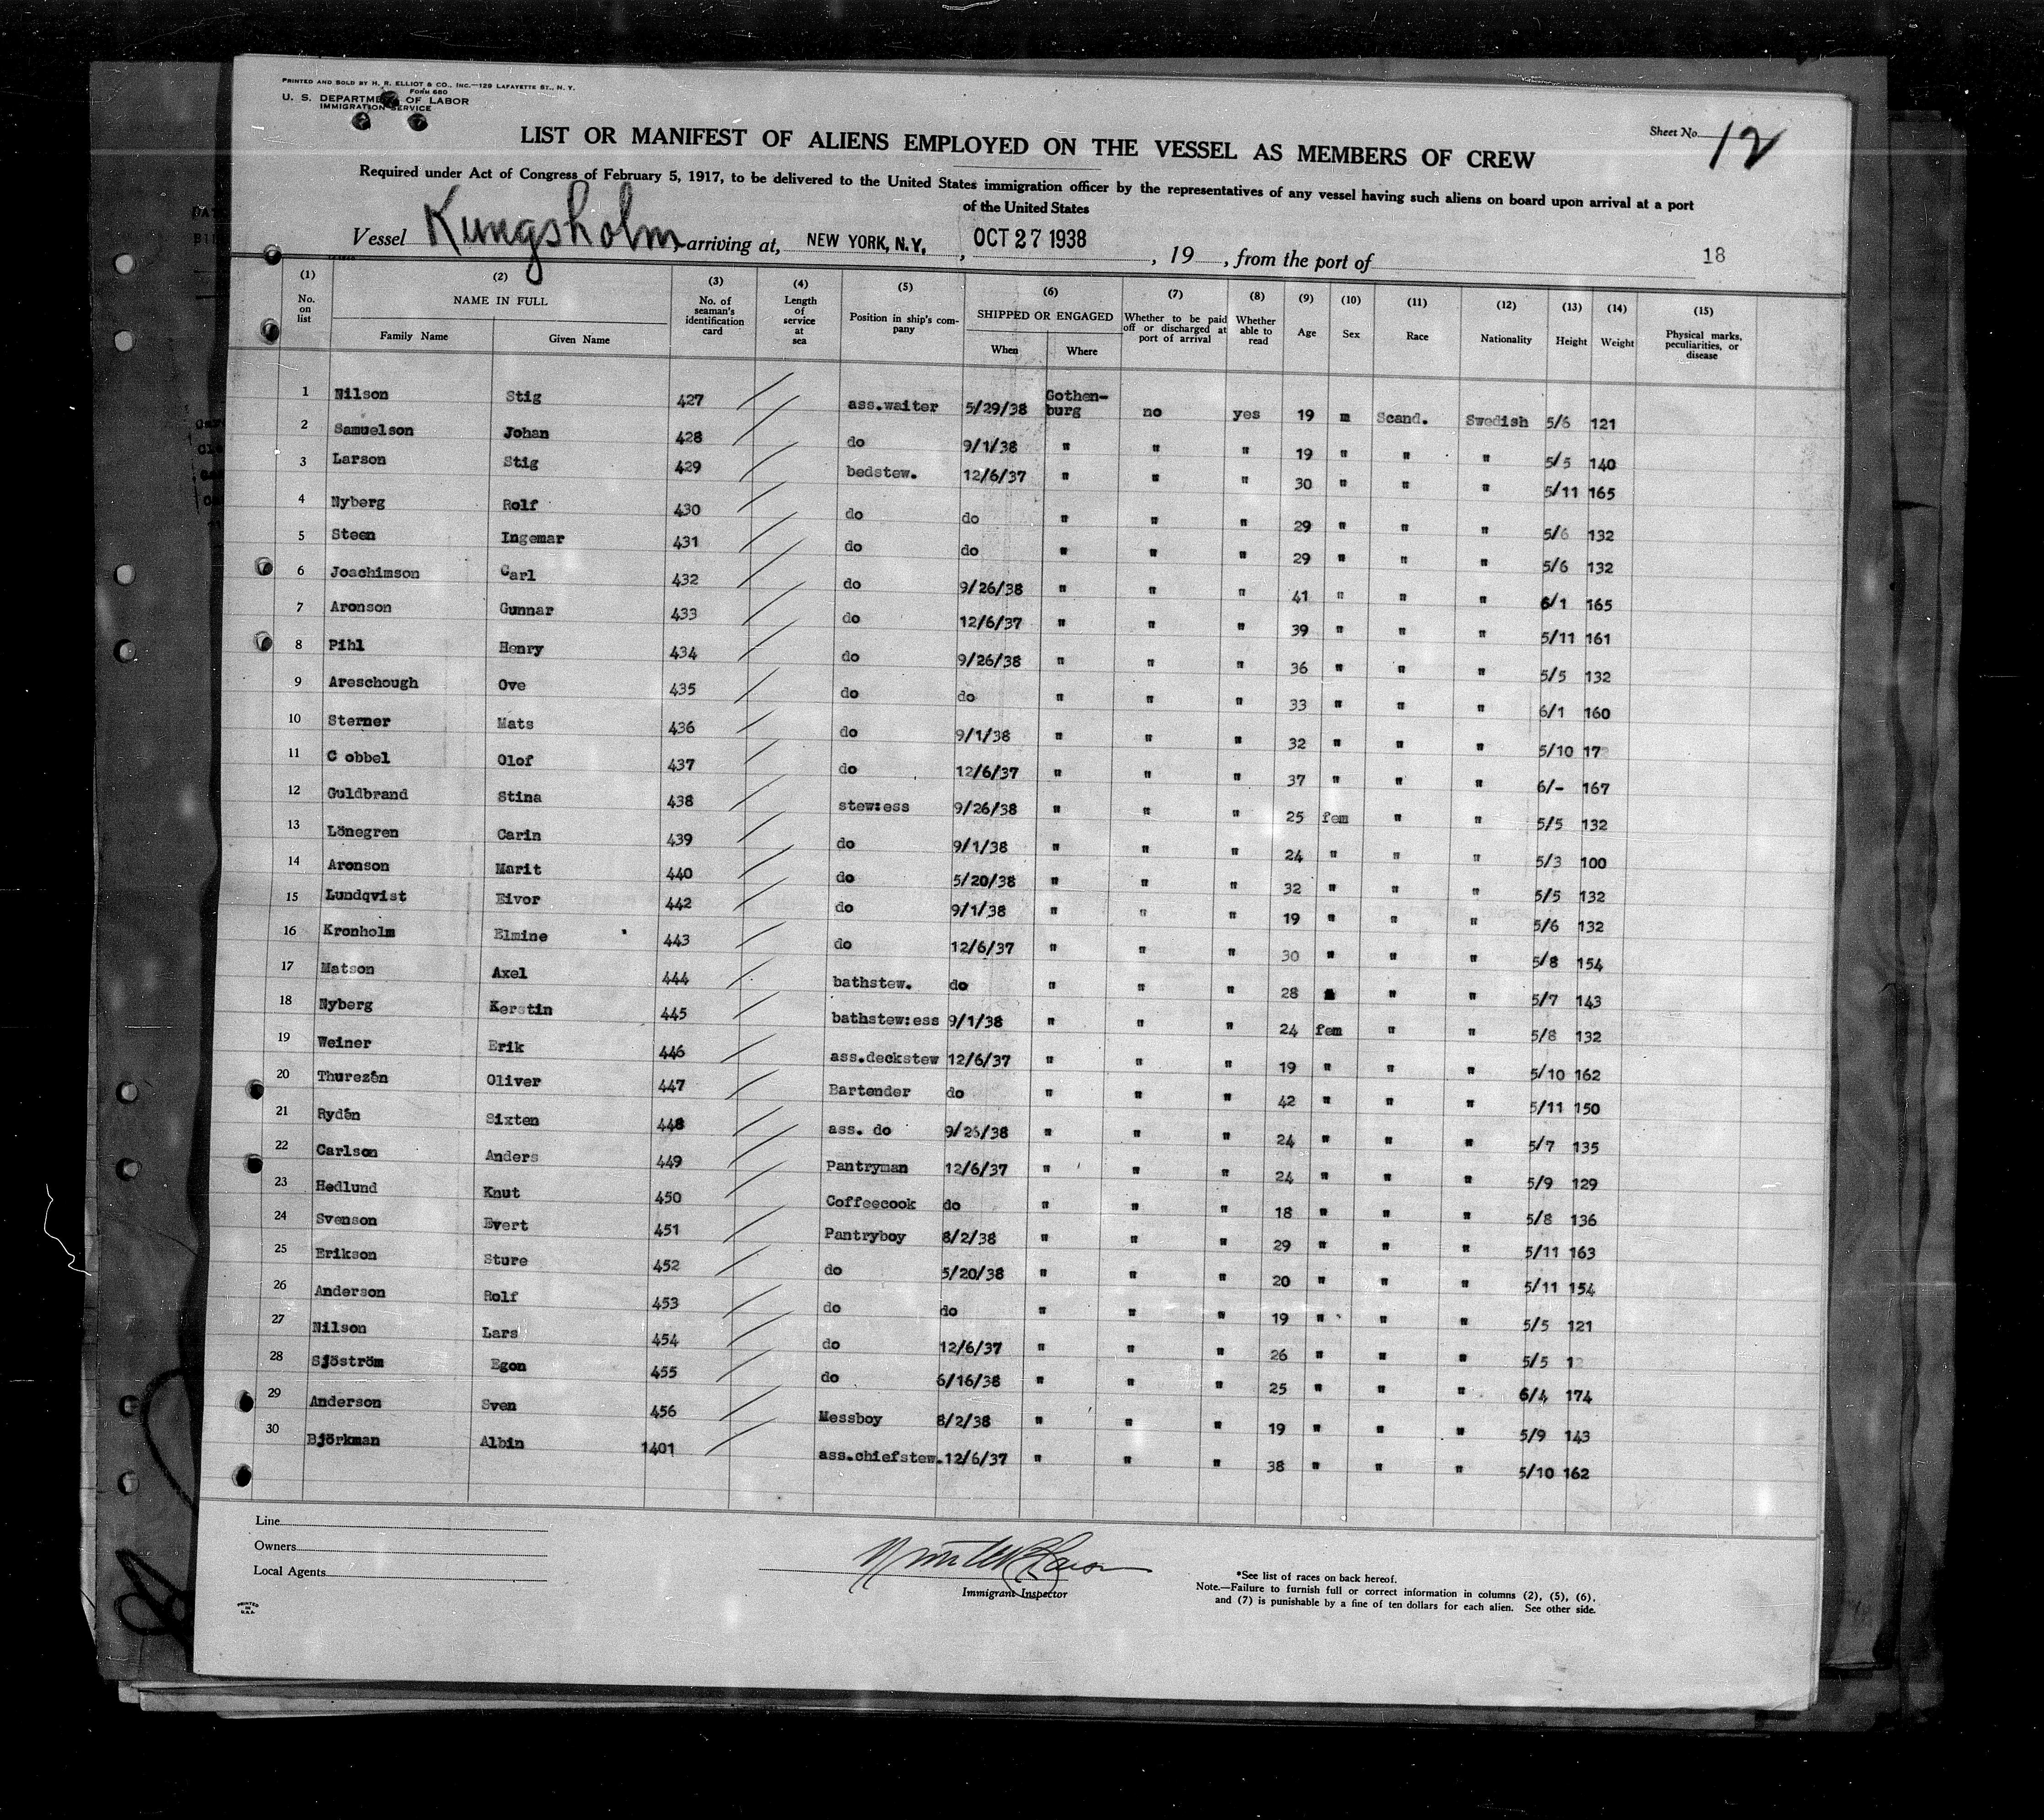 PRINTED AND SOLD BY H. R. ELLIOT & CO., INC.—129 LAFAYETTE ST., N. Y.
FORM 680
U. S. DEPARTMENT OF LABOR
IMMIGRATION SERVICE
Sheet No. 12
LIST OR MANIFEST OF ALIENS EMPLOYED ON THE VESSEL AS MEMBERS OF CREW
Required under Act of Congress of February 5, 1917, to be delivered to the United States immigration officer by the representatives of any vessel having such aliens on board upon arrival at a port
of the United States
Vessel Kungsholm, arriving at, NEW YORK, N.Y., OCT 27 1938, 19, from the port of 18
(1) No. on list (2) NAME IN FULL Family Name Given Name (3) No. of seaman's identification card (4) Length of service at sea (5) Position in ship's company (6) SHIPPED OR ENGAGED When Where (7) Whether to be paid off or discharged at port of arrival (8) Whether able to read (9) Age (10) Sex (11) Race (12) Nationality (13) Height (14) Weight (15) Physical marks, peculiarities, or disease
1 Nilson Stig 427 ass.waiter 5/29/38 Gothenburg no yes 19 m Scand. Swedish 5/6 121
2 Samuelson Johan 428 do 9/1/38 " " " 19 " " " 5/5 140
3 Larson Stig 429 bedstew. 12/6/37 " " " 30 " " " 5/11 165
4 Nyberg Rolf 430 do do " " " 29 " " " 5/6 132
5 Steen Ingemar 431 do do " " " 29 " " " 5/6 132
6 Joachimson Carl 432 do 9/26/38 " " " 41 " " " 6/1 165
7 Aronson Gunnar 433 do 12/6/37 " " " 39 " " " 5/11 161
8 Pihl Henry 434 do 9/26/38 " " " 36 " " " 5/5 132
9 Areschough Ove 435 do do " " " 33 " " " 6/1 160
10 Sterner Mats 436 do 9/1/38 " " " 32 " " " 5/10
11 C obbel Olof 437 do 12/6/37 " " " 37 " " " 6/- 167
12 Guldbrand Stina 438 stew:ess 9/26/38 " " " 25 fem " " 5/5 132
13 Lönegren Carin 439 do 9/1/38 " " " 24 " " " 5/3 100
14 Aronson Marit 440 do 5/20/38 " " " 32 " " " 5/5 132
15 Lundqvist Eivor 442 do 9/1/38 " " " 19 " " " 5/6 132
16 Kronholm Elmine 443 do 12/6/37 " " " 30 " " " 5/8 154
17 Matson Axel 444 bathstew. do " " " 28 m " " 5/7 143
18 Nyberg Kerstin 445 bathstew:ess 9/1/38 " " " 24 fem " " 5/8 132
19 Weiner Erik 446 ass.deckstew 12/6/37 " " " 19 " " " 5/10 162
20 Thurezén Oliver 447 Bartender do " " " 42 " " " 5/11 150
21 Rydén Sixten 448 ass. do 9/26/38 " " " 24 " " " 5/7 135
22 Carlson Anders 449 Pantryman 12/6/37 " " " 24 " " " 5/9 129
23 Hedlund Knut 450 Coffeecook do " " " 18 " " " 5/8 136
24 Svenson Evert 451 Pantryboy 8/2/38 " " " 29 " " " 5/11 163
25 Erikson Sture 452 do 5/20/38 " " " 20 " " " 5/11 154
26 Anderson Rolf 453 do do " " " 19 " " " 5/5 121
27 Nilson Lars 454 do 12/6/37 " " " 26 " " " 5/5
28 Sjöström Egon 455 do 6/16/38 " " " 25 " " " 6/4 174
29 Anderson Sven 456 Messboy 8/2/38 " " " 19 " " " 5/9 143
30 Björkman Albin 1401 ass.chiefstew. 12/6/37 " " " 38 " " " 5/10 162
Line
Owners
Local Agents
Immigrant Inspector
*See list of races on back hereof.
Note.—Failure to furnish full or correct information in columns (2), (5), (6).
and (7) is punishable by a fine of ten dollars for each alien. See other side.
PRINTED
IN
U.S.A.